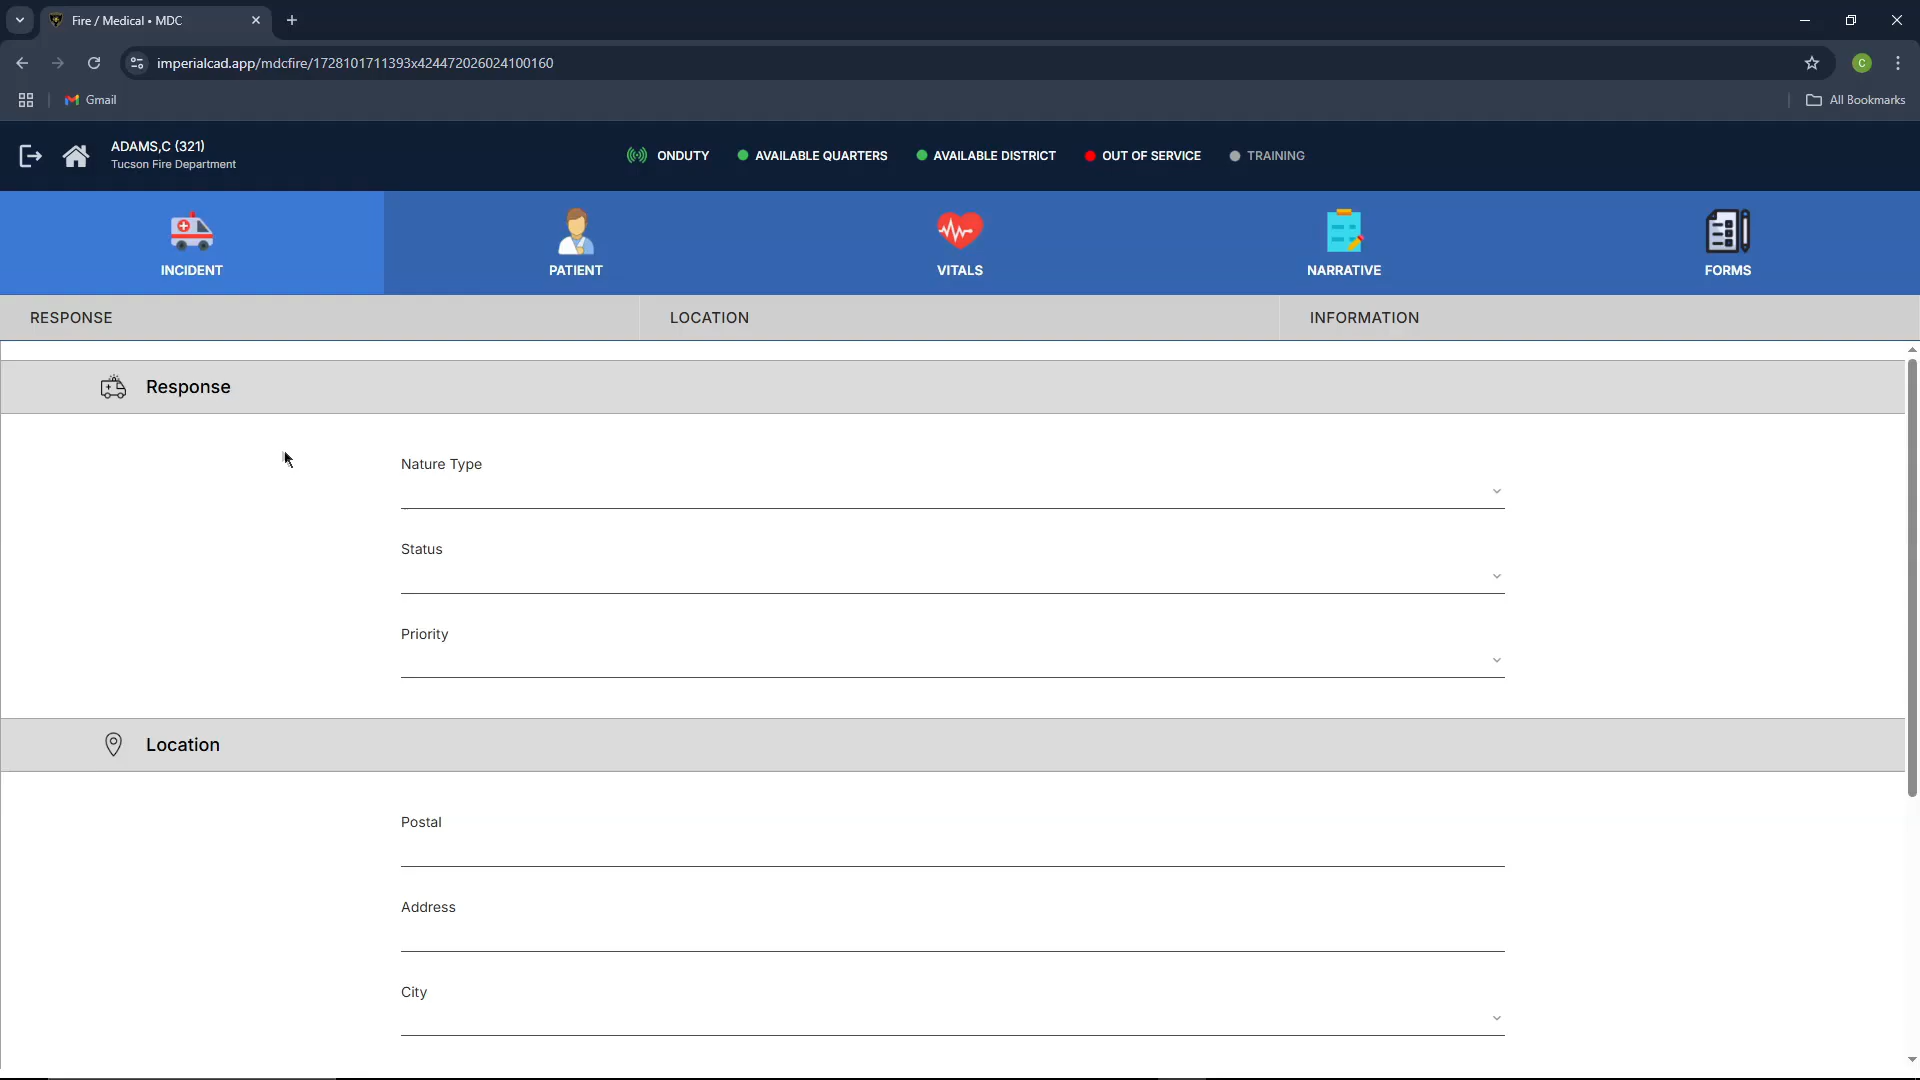 Fire / Medical • MDC
imperialcad.app/mdcfire/1728101711393x424472026024100160
C
Gmail
All Bookmarks
ADAMS,C (321)
Tucson Fire Department
ONDUTY
AVAILABLE QUARTERS
AVAILABLE DISTRICT
OUT OF SERVICE
TRAINING
INCIDENT
PATIENT
VITALS
NARRATIVE
FORMS
RESPONSE
LOCATION
INFORMATION
Response
Nature Type
Status
Priority
Location
Postal
Address
City